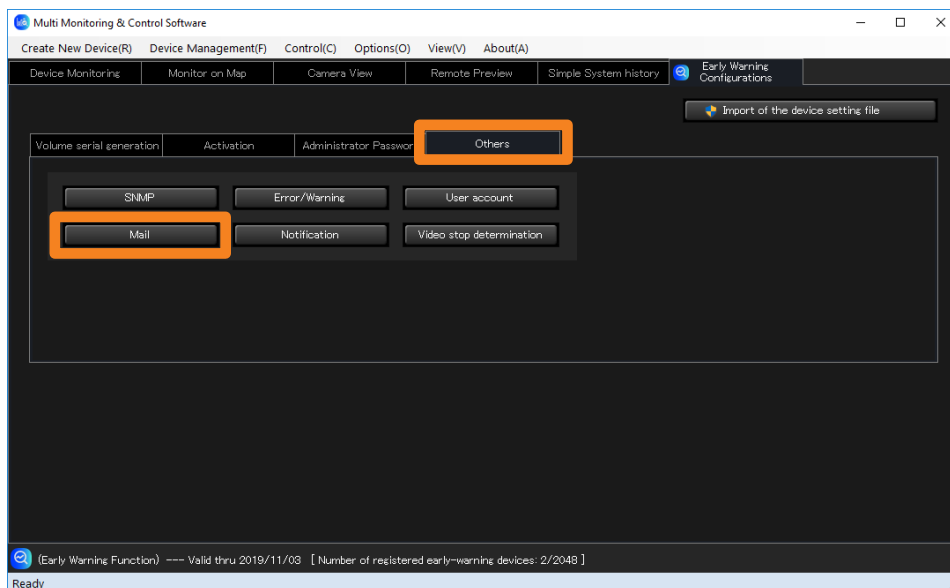 Multi Monitoring & Control Software
Create New Device(R) Device Management(F) Control(C) Options(O) View(V) About(A)
Device Monitoring Monitor on Map Camera View Remote Preview Simple System history Early Warning
Configurations
Import of the device setting file
Volume serial generation Activation Administrator Passwor Others
SNMP Error/Warning User account
Mail Notification Video stop determination
(Early Warning Function) --- Valid thru 2019/11/03 [ Number of registered early-warning devices: 2/2048 ]
Ready